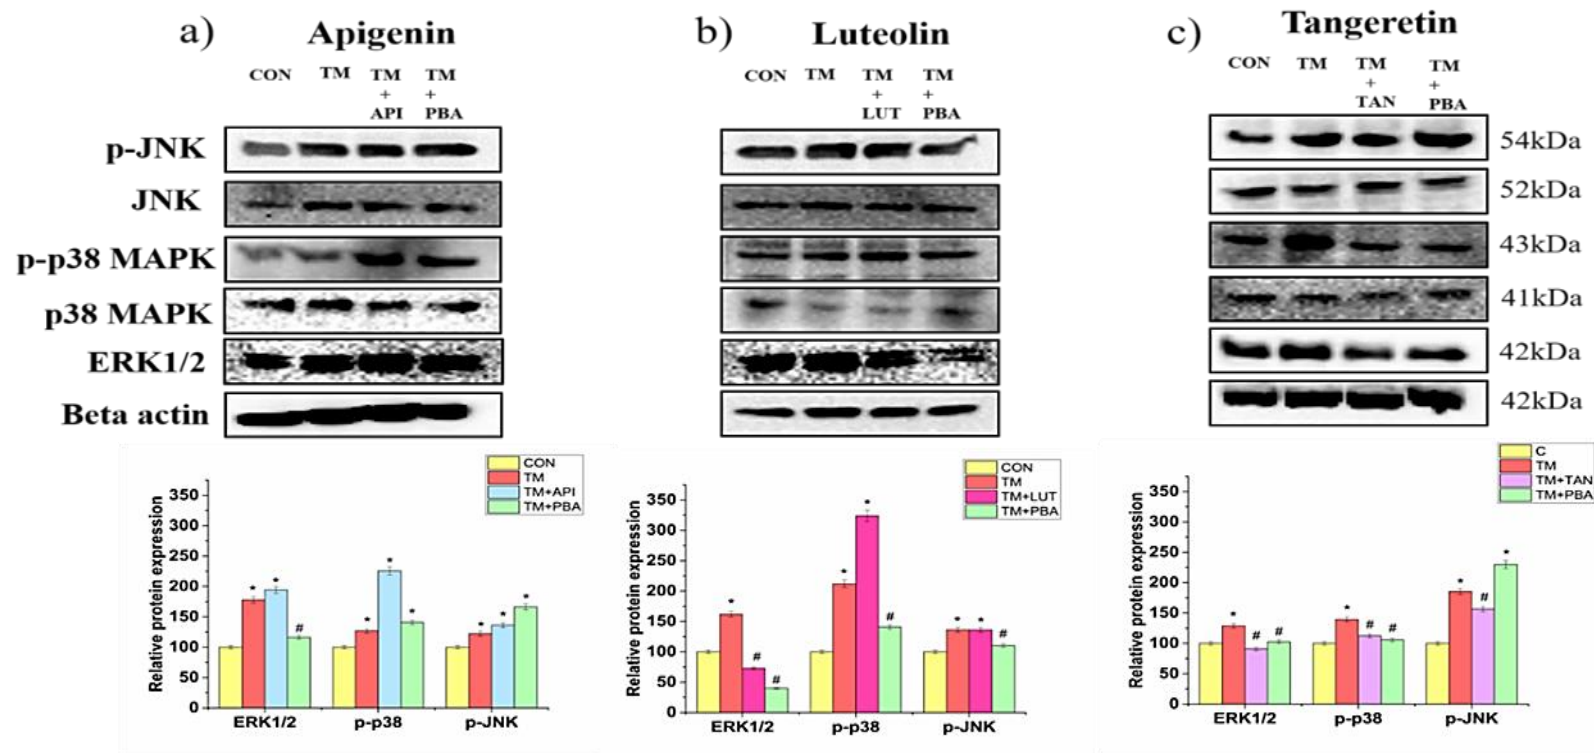 a) Apigenin
CON TM TM + API TM + PBA
b) Luteolin
CON TM TM + LUT TM + PBA
c) Tangeretin
CON TM TM + TAN TM + PBA
p-JNK
JNK
p-p38 MAPK
p38 MAPK
ERK1/2
Beta actin
54kDa
52kDa
43kDa
41kDa
42kDa
42kDa
Relative protein expression
350
300
250
200
150
100
50
0
CON
TM
TM+API
TM+PBA
* * #
* * *
* * *
ERK1/2 p-p38 p-JNK
Relative protein expression
350
300
250
200
150
100
50
0
CON
TM
TM+LUT
TM+PBA
* # #
* * #
* * #
ERK1/2 p-p38 p-JNK
Relative protein expression
350
300
250
200
150
100
50
0
C
TM
TM+TAN
TM+PBA
* # #
* # #
* # *
ERK1/2 p-p38 p-JNK